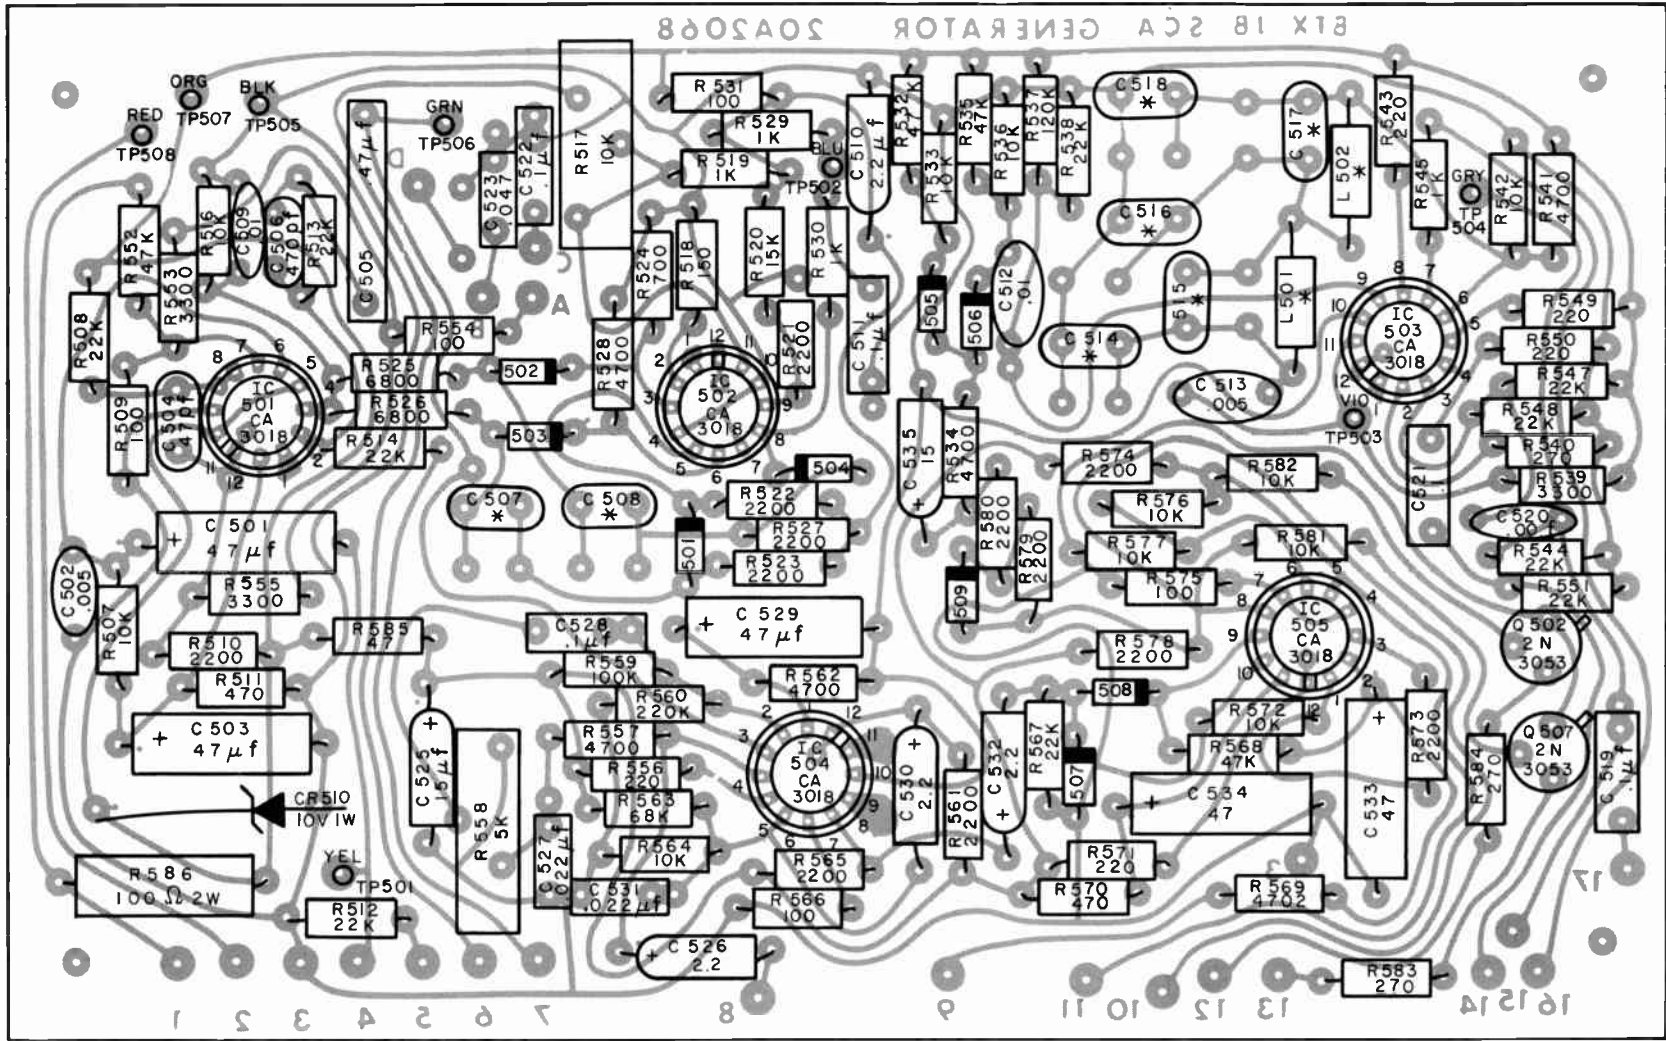 ETX 1B SCA GENERATOR 20A2068
ORG
TP507
BLK
TP505
RED
TP508
GRN
TP506
BLU
TP502
GRY
TP
504
VIO
TP503
YEL
TP501
R 531
100
R 529
1K
R 519
1K
R 517
10K
C 522
.1µf
C 523
.047
.47µf
C 505
R 513
22K
C 506
470pf
C 509
.01
R 516
10K
R 552
47K
R 553
3300
R 508
22K
R 509
100
C 504
47pf
IC
501
CA
3018
R 554
100
R 525
6800
R 526
6800
R 514
22K
502
503
R 528
4700
R 524
700
R 518
150
R 520
15K
R 530
1K
R 521
2200
C 511
.1µf
C 510
2.2µf
IC
502
CA
3018
504
R 522
2200
R 527
2200
R 523
2200
501
C 507
*
C 508
*
R 532
47K
R 533
10K
R 535
47K
R 536
10K
R 537
120K
R 538
22K
C 518
*
C 516
*
C 517
*
L 502
*
R 543
220
R 545
1K
R 542
10K
R 541
4700
505
506
C 512
.01
C 514
*
515
*
L 501
*
C 513
.005
IC
503
CA
3018
R 549
220
R 550
220
R 547
22K
R 548
22K
R 540
270
R 539
3300
C 520
.001
R 544
22K
R 551
22K
C 521
.1
C 535
15
R 534
4700
R 580
2200
R 579
2200
509
R 574
2200
R 576
10K
R 577
10K
R 575
100
R 578
2200
R 582
10K
R 581
10K
IC
505
CA
3018
Q 502
2N
3053
Q 507
2N
3053
C 519
.1µf
R 584
270
R 573
2200
C 533
47
R 572
10K
R 568
47K
C 534
47
508
507
R 567
22K
C 532
2.2
R 561
2200
C 530
2.2
R 571
220
R 570
470
R 569
4702
R 583
270
C 501
47µf
C 502
.005
R 507
10K
R 555
3300
R 510
2200
R 511
470
R 585
47
C 503
47µf
CR510
10V 1W
R 586
100 Ω 2W
R 512
22K
C 525
15µf
R 558
5K
C 528
.1µf
R 559
100K
R 560
220K
R 557
4700
R 556
220
R 563
68K
R 564
10K
C 527
.022µf
C 531
.022µf
C 526
2.2
C 529
47µf
R 562
4700
IC
504
CA
3018
R 565
2200
R 566
100
A
1 2 3 4 5 6 7 8 9 11 10 12 13 14 15 16
17